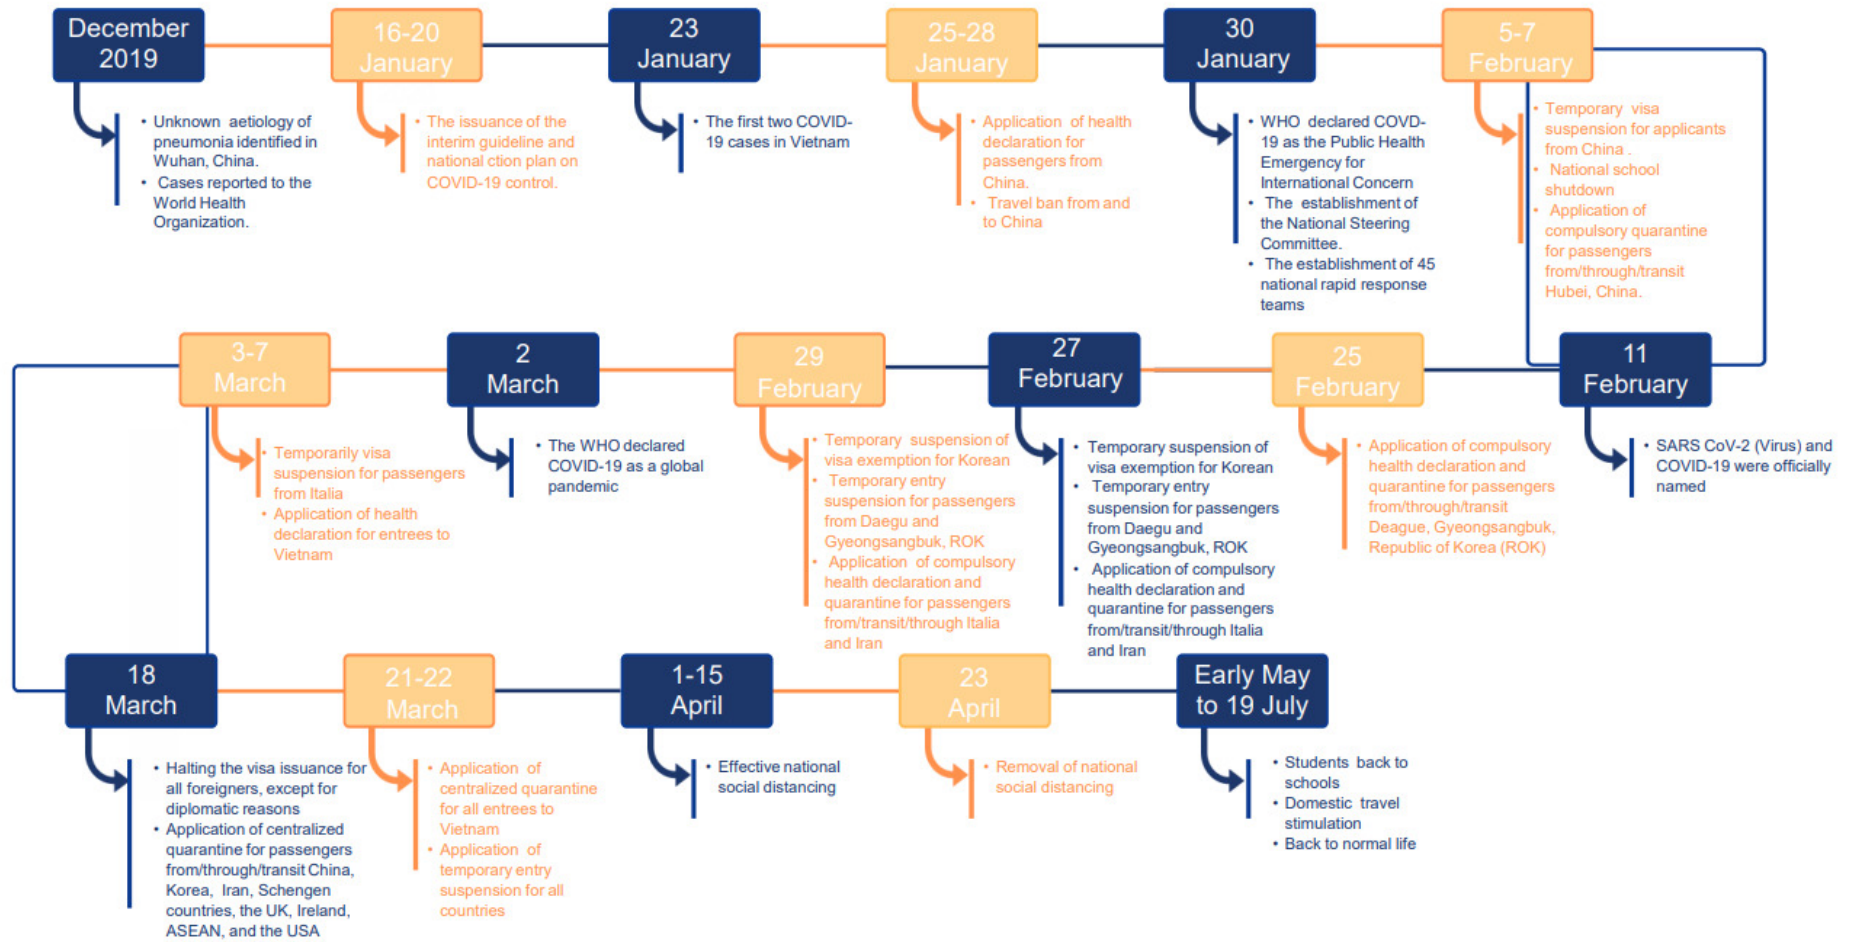 December
2019
• Unknown aetiology of
pneumonia identified in
Wuhan, China.
• Cases reported to the
World Health
Organization.
16-20
January
• The issuance of the
interim guideline and
national ction plan on
COVID-19 control.
23
January
• The first two COVID-
19 cases in Vietnam
25-28
January
• Application of health
declaration for
passengers from
China.
• Travel ban from and
to China
30
January
• WHO declared COVD-
19 as the Public Health
Emergency for
International Concern
• The establishment of
the National Steering
Committee.
• The establishment of 45
national rapid response
teams
5-7
February
• Temporary visa
suspension for applicants
from China .
• National school
shutdown
• Application of
compulsory quarantine
for passengers
from/through/transit
Hubei, China.
3-7
March
• Temporarily visa
suspension for passengers
from Italia
• Application of health
declaration for entrees to
Vietnam
2
March
• The WHO declared
COVID-19 as a global
pandemic
29
February
• Temporary suspension of
visa exemption for Korean
• Temporary entry
suspension for passengers
from Daegu and
Gyeongsangbuk, ROK
• Application of compulsory
health declaration and
quarantine for passengers
from/transit/through Italia
and Iran
27
February
• Temporary suspension of
visa exemption for Korean
• Temporary entry
suspension for passengers
from Daegu and
Gyeongsangbuk, ROK
• Application of compulsory
health declaration and
quarantine for passengers
from/transit/through Italia
and Iran
25
February
• Application of compulsory
health declaration and
quarantine for passengers
from/through/transit
Deague, Gyeongsangbuk,
Republic of Korea (ROK)
11
February
• SARS CoV-2 (Virus) and
COVID-19 were officially
named
18
March
• Halting the visa issuance for
all foreigners, except for
diplomatic reasons
• Application of centralized
quarantine for passengers
from/through/transit China,
Korea, Iran, Schengen
countries, the UK, Ireland,
ASEAN, and the USA
21-22
March
• Application of
centralized quarantine
for all entrees to
Vietnam
• Application of
temporary entry
suspension for all
countries
1-15
April
• Effective national
social distancing
23
April
• Removal of national
social distancing
Early May
to 19 July
• Students back to
schools
• Domestic travel
stimulation
• Back to normal life